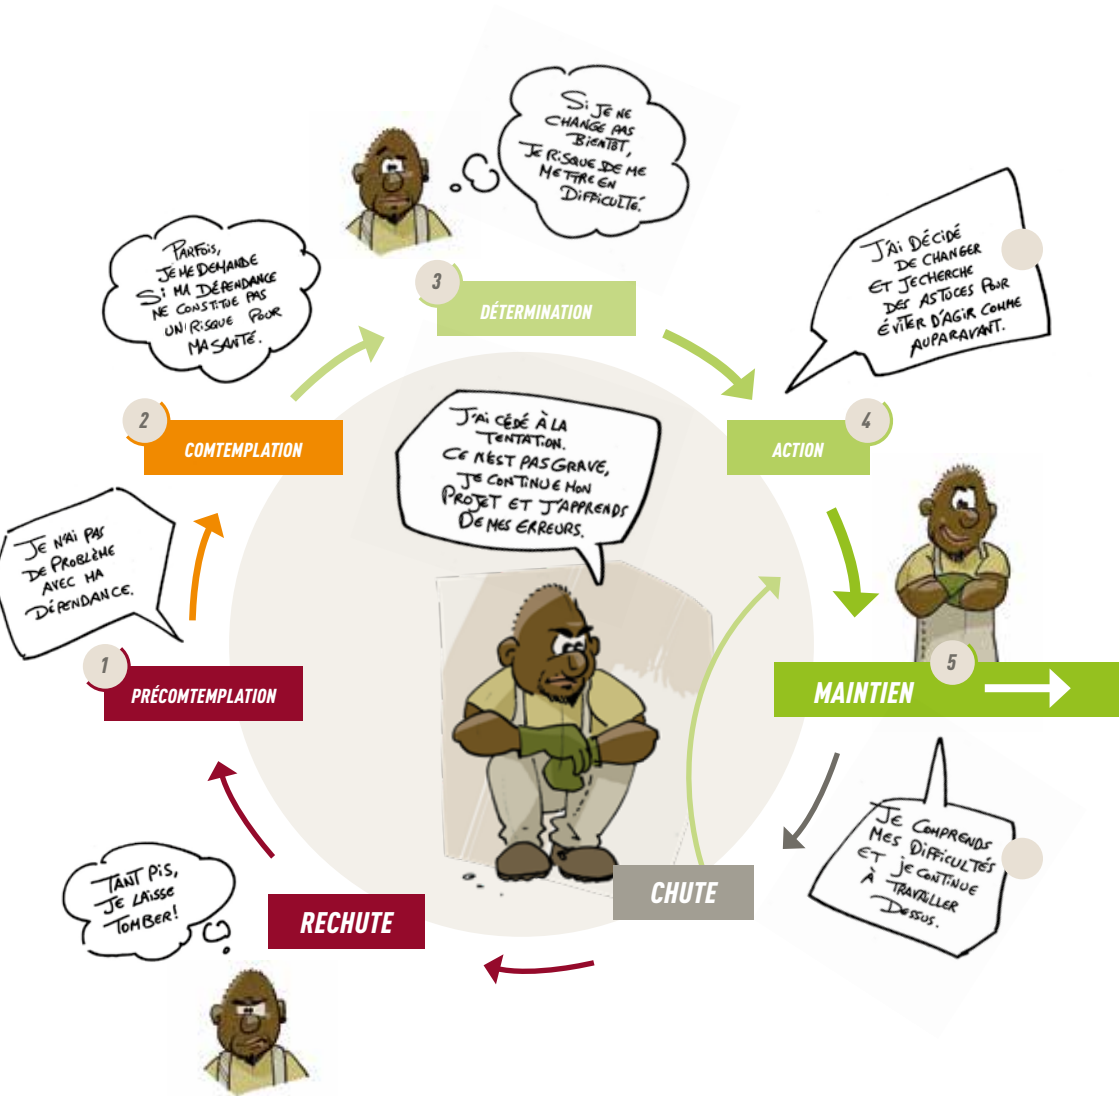 SI JE NE
CHANGE PAS
BIENTÔT,
JE RISQUE DE ME
METTRE EN
DIFFICULTÉ.
3
DÉTERMINATION
PARFOIS,
JE ME DEMANDE
SI MA DÉPENDANCE
NE CONSTITUE PAS
UN RISQUE POUR
MA SANTÉ.
J'AI DÉCIDÉ
DE CHANGER
ET JE CHERCHE
DES ASTUCES POUR
ÉVITER D'AGIR COMME
AUPARAVANT.
2
COMTEMPLATION
4
ACTION
J'AI CÉDÉ À LA
TENTATION.
CE N'EST PAS GRAVE,
JE CONTINUE MON
PROJET ET J'APPRENDS
DE MES ERREURS.
JE N'AI PAS
DE PROBLÈME
AVEC MA
DÉPENDANCE.
1
PRÉCOMTEMPLATION
5
MAINTIEN
JE COMPRENDS
MES DIFFICULTÉS
ET JE CONTINUE
À TRAVAILLER
DESSUS.
CHUTE
RECHUTE
TANT PIS,
JE LAISSE
TOMBER!